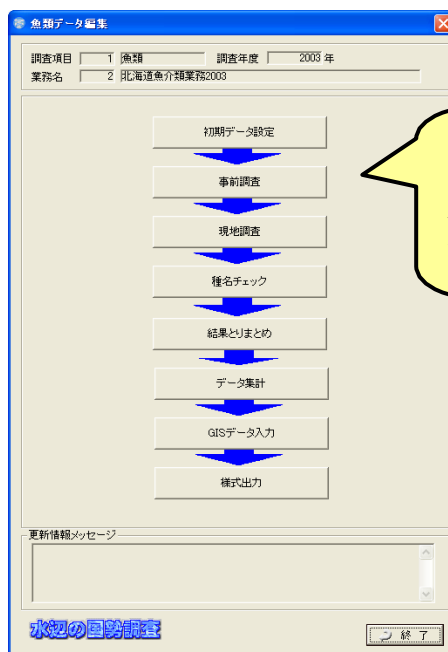 魚類データ編集
調査項目 1 魚類 調査年度 2003 年
業務名 2 北海道魚介類業務2003
初期データ設定
事前調査
現地調査
種名チェック
結果とりまとめ
データ集計
GISデータ入力
様式出力
更新情報メッセージ
水辺の国勢調査
終 了